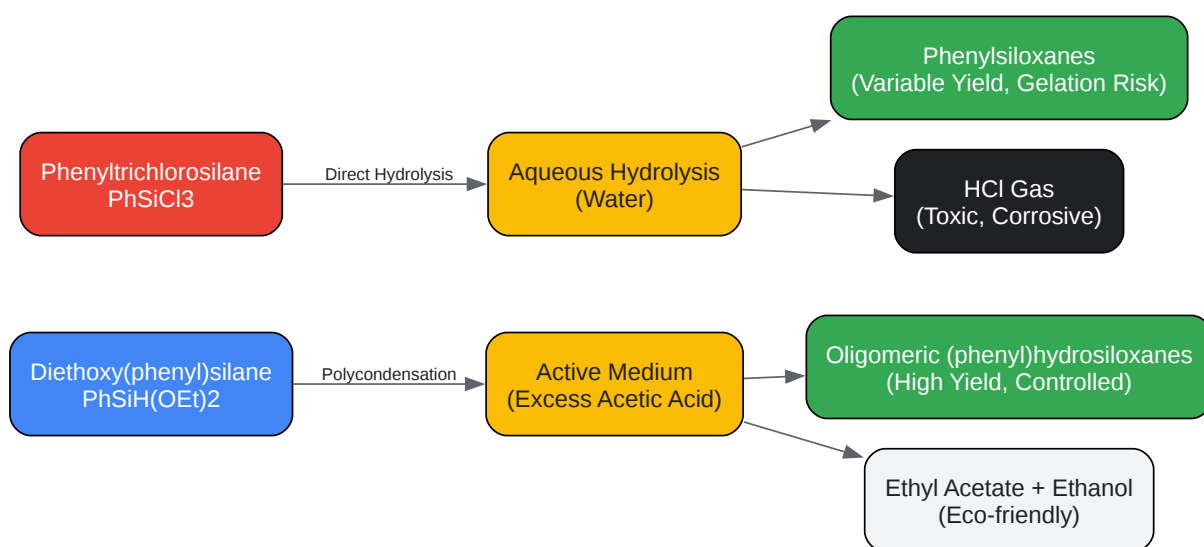 Phenylsiloxanes
(Variable Yield, Gelation Risk)
Phenyltrichlorosilane
PhSiCl3
Direct Hydrolysis
Aqueous Hydrolysis
(Water)
HCl Gas
(Toxic, Corrosive)
Diethoxy(phenyl)silane
PhSiH(OEt)2
Polycondensation
Active Medium
(Excess Acetic Acid)
Oligomeric (phenyl)hydrosiloxanes
(High Yield, Controlled)
Ethyl Acetate + Ethanol
(Eco-friendly)